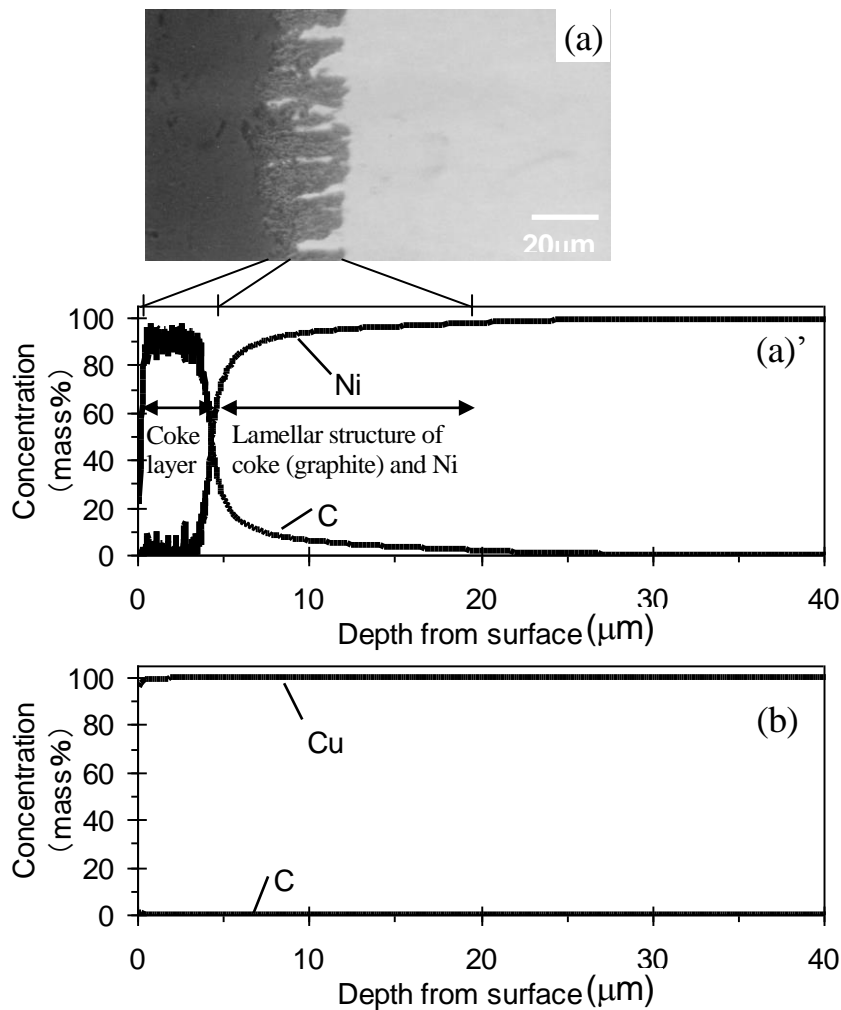 (a)
20μm
100
80
60
40
20
0
Concentration
(mass%)
(a)’
Ni
Coke
layer
Lamellar structure of
coke (graphite) and Ni
C
0 10 20 30 40
Depth from surface(μm)
100
80
60
40
20
0
Concentration
(mass%)
(b)
Cu
C
0 10 20 30 40
Depth from surface(μm)